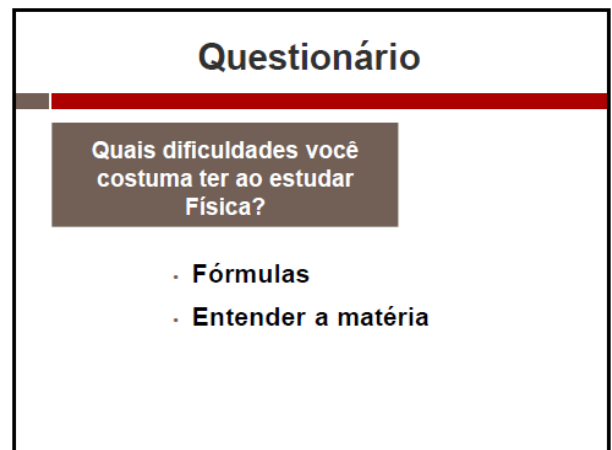 Questionário
Quais dificuldades você
costuma ter ao estudar
Física?
· Fórmulas
· Entender a matéria